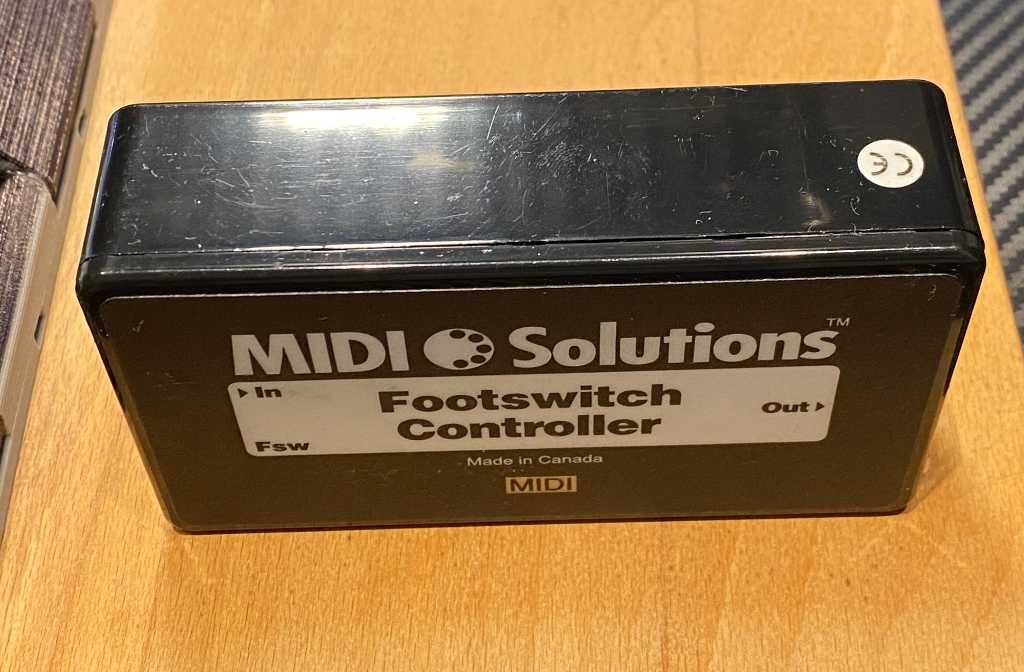 CE
MIDI Solutions™
In
Footswitch
Controller
Out
Fsw
Made in Canada
MIDI